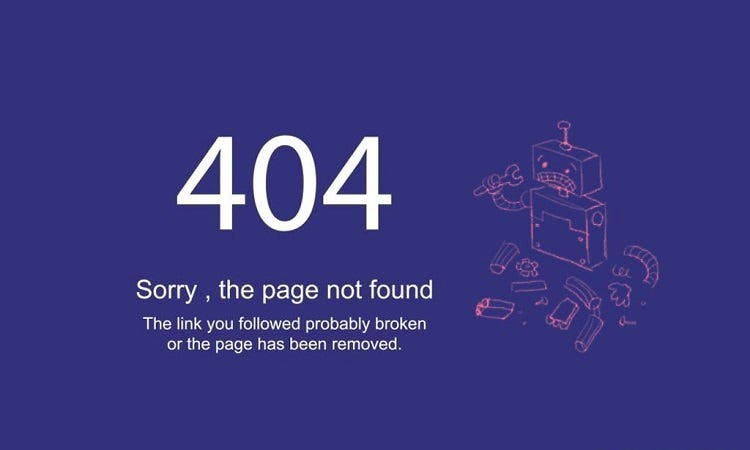 404
Sorry , the page not found
The link you followed probably broken
or the page has been removed.